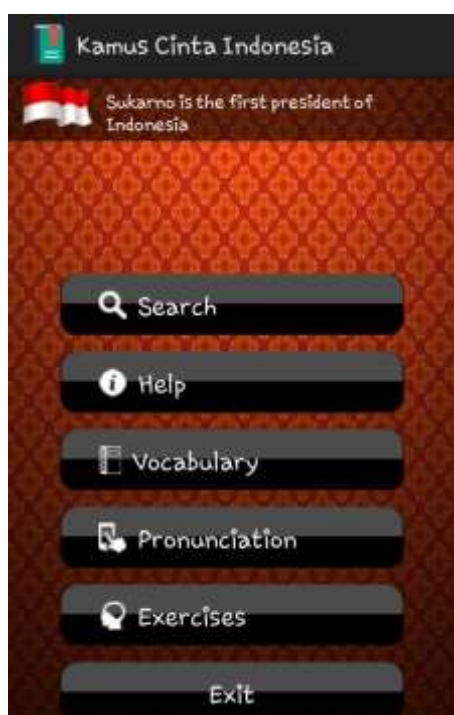 Kamus Cinta Indonesia
Sukarno is the first president of
Indonesia
Search
Help
Vocabulary
Pronunciation
Exercises
Exit